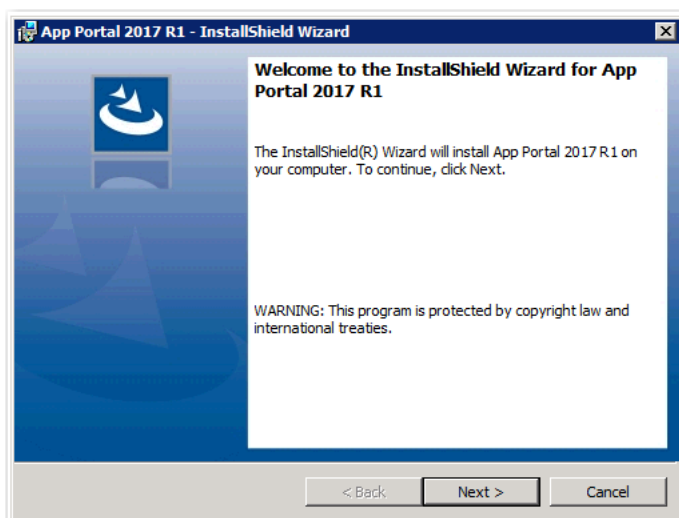 App Portal 2017 R1 - InstallShield Wizard
Welcome to the InstallShield Wizard for App
Portal 2017 R1
The InstallShield(R) Wizard will install App Portal 2017 R1 on
your computer. To continue, click Next.
WARNING: This program is protected by copyright law and
international treaties.
< Back
Next >
Cancel